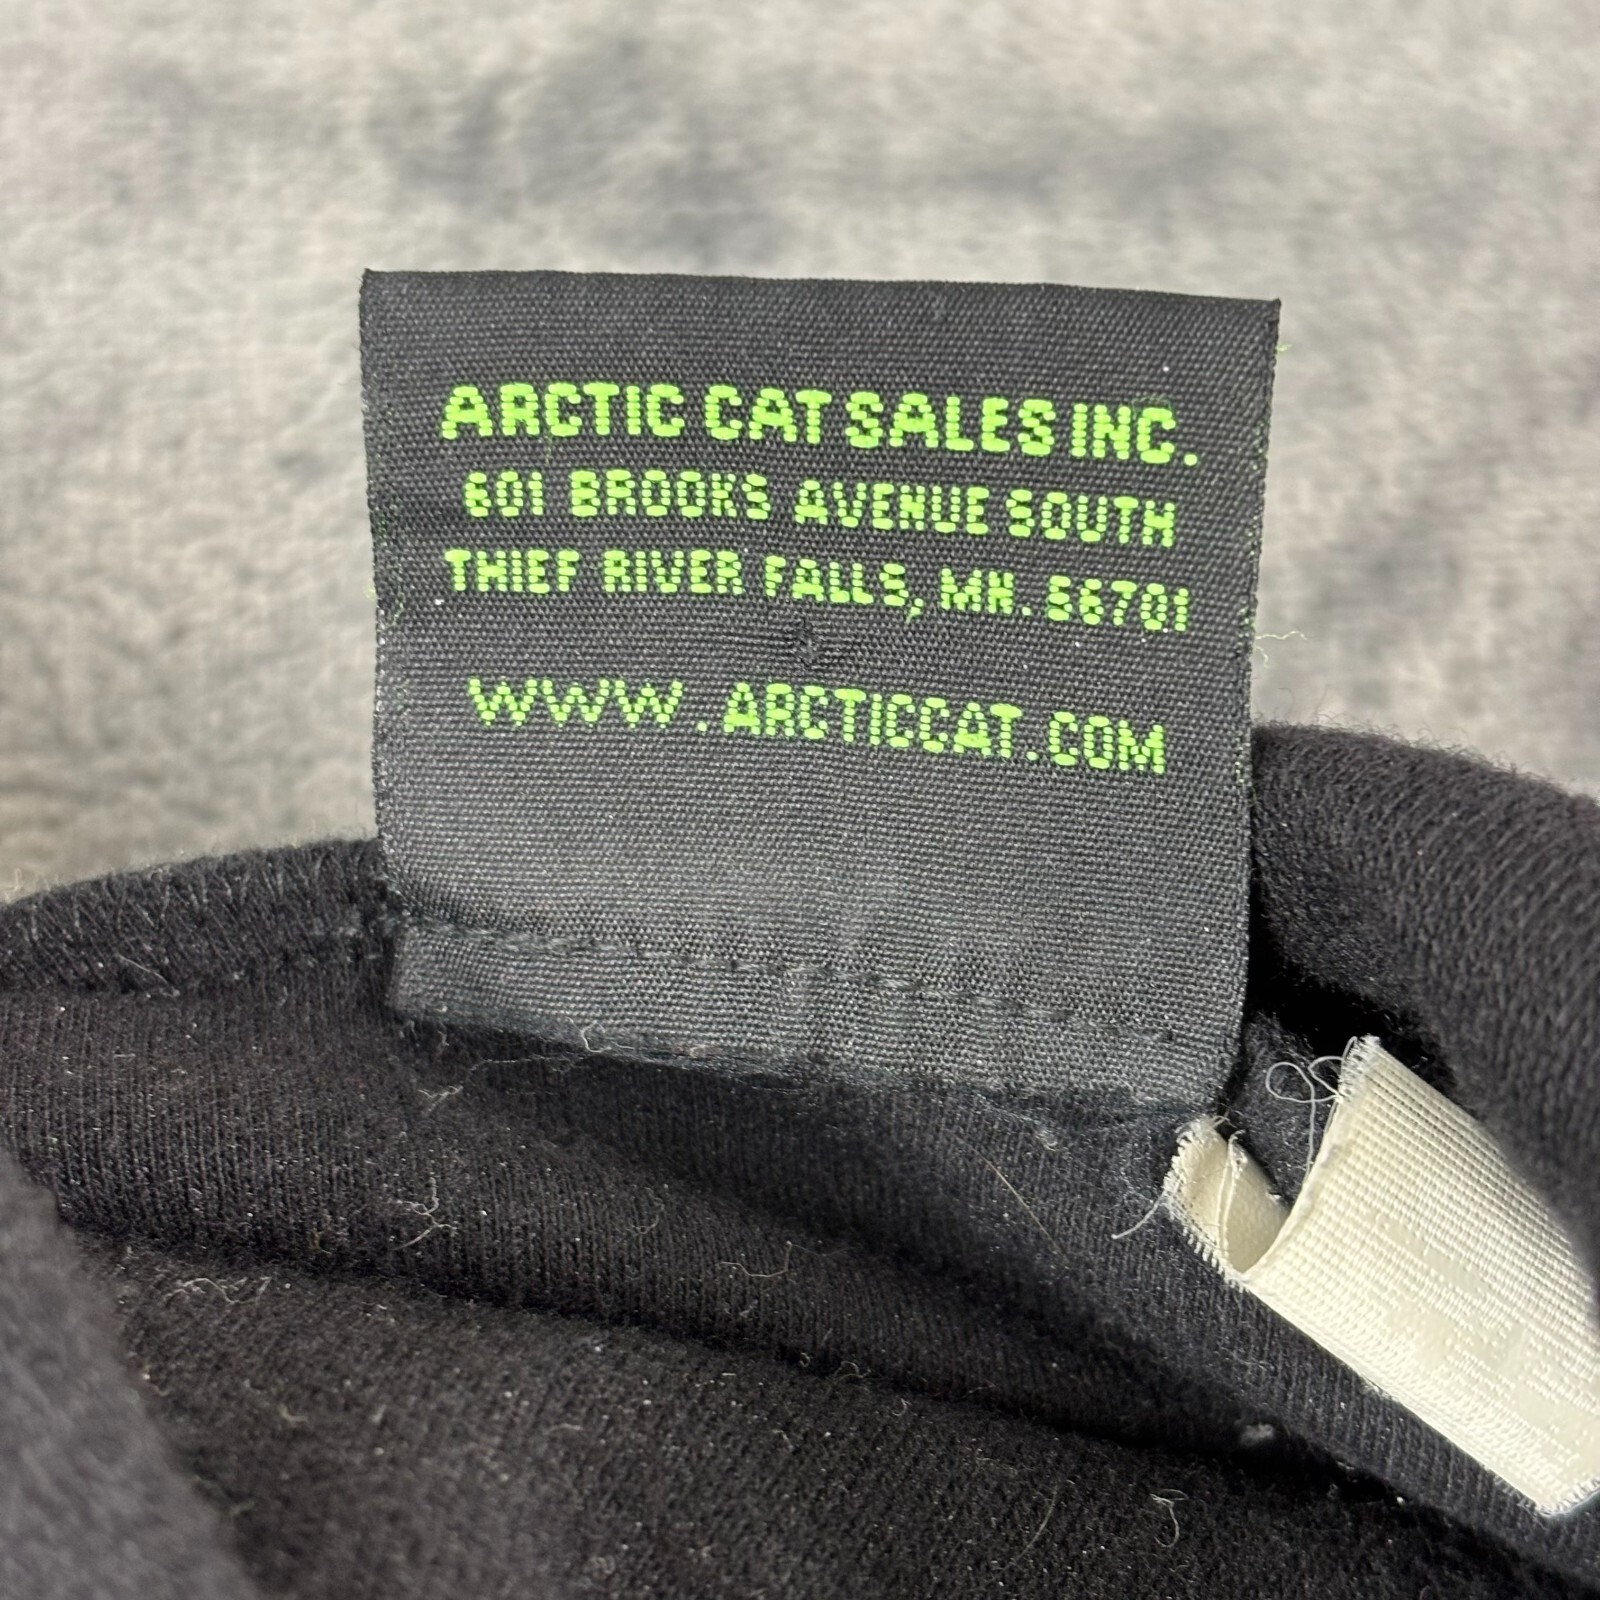 ARCTIC CAT SALES INC.
601 BROOKS AVENUE SOUTH
THIEF RIVER FALLS, MN. 56701
WWW.ARCTICCAT.COM